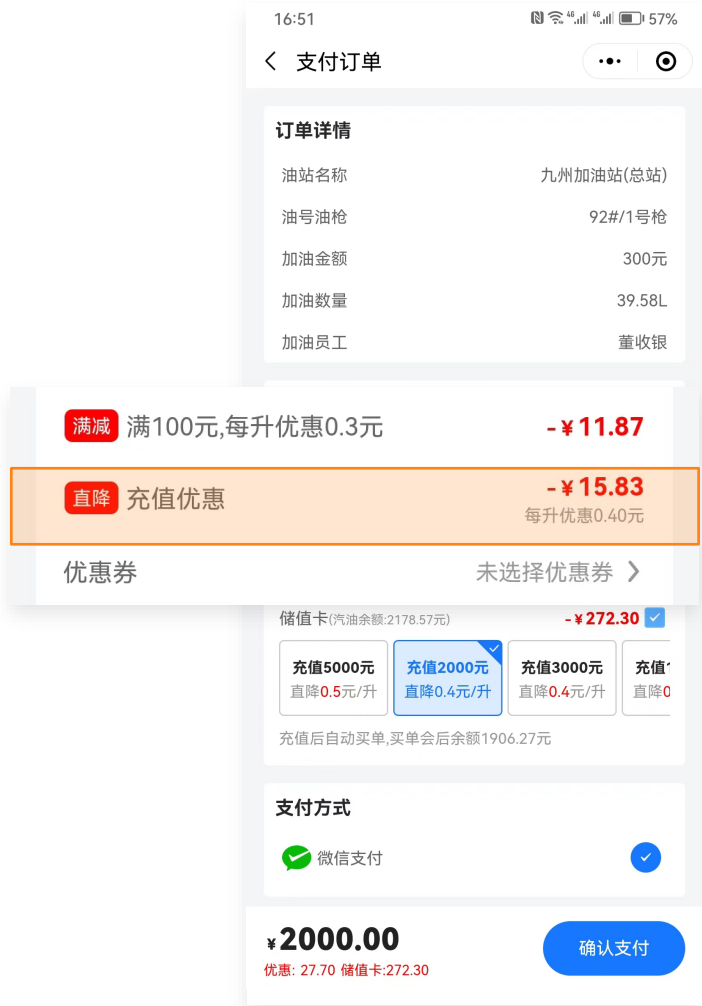 16:51
4G 4G 57%
支付订单
订单详情
油站名称 九州加油站(总站)
油号油枪 92#/1号枪
加油金额 300元
加油数量 39.58L
加油员工 董收银
满减 满100元,每升优惠0.3元 -¥11.87
直降 充值优惠 -¥15.83
每升优惠0.40元
优惠券 未选择优惠券
储值卡(汽油余额:2178.57元) -¥272.30
充值5000元 充值2000元 充值3000元 充值
直降0.5元/升 直降0.4元/升 直降0.4元/升 直降0
充值后自动买单,买单会后余额1906.27元
支付方式
微信支付
¥2000.00
确认支付
优惠: 27.70 储值卡:272.30